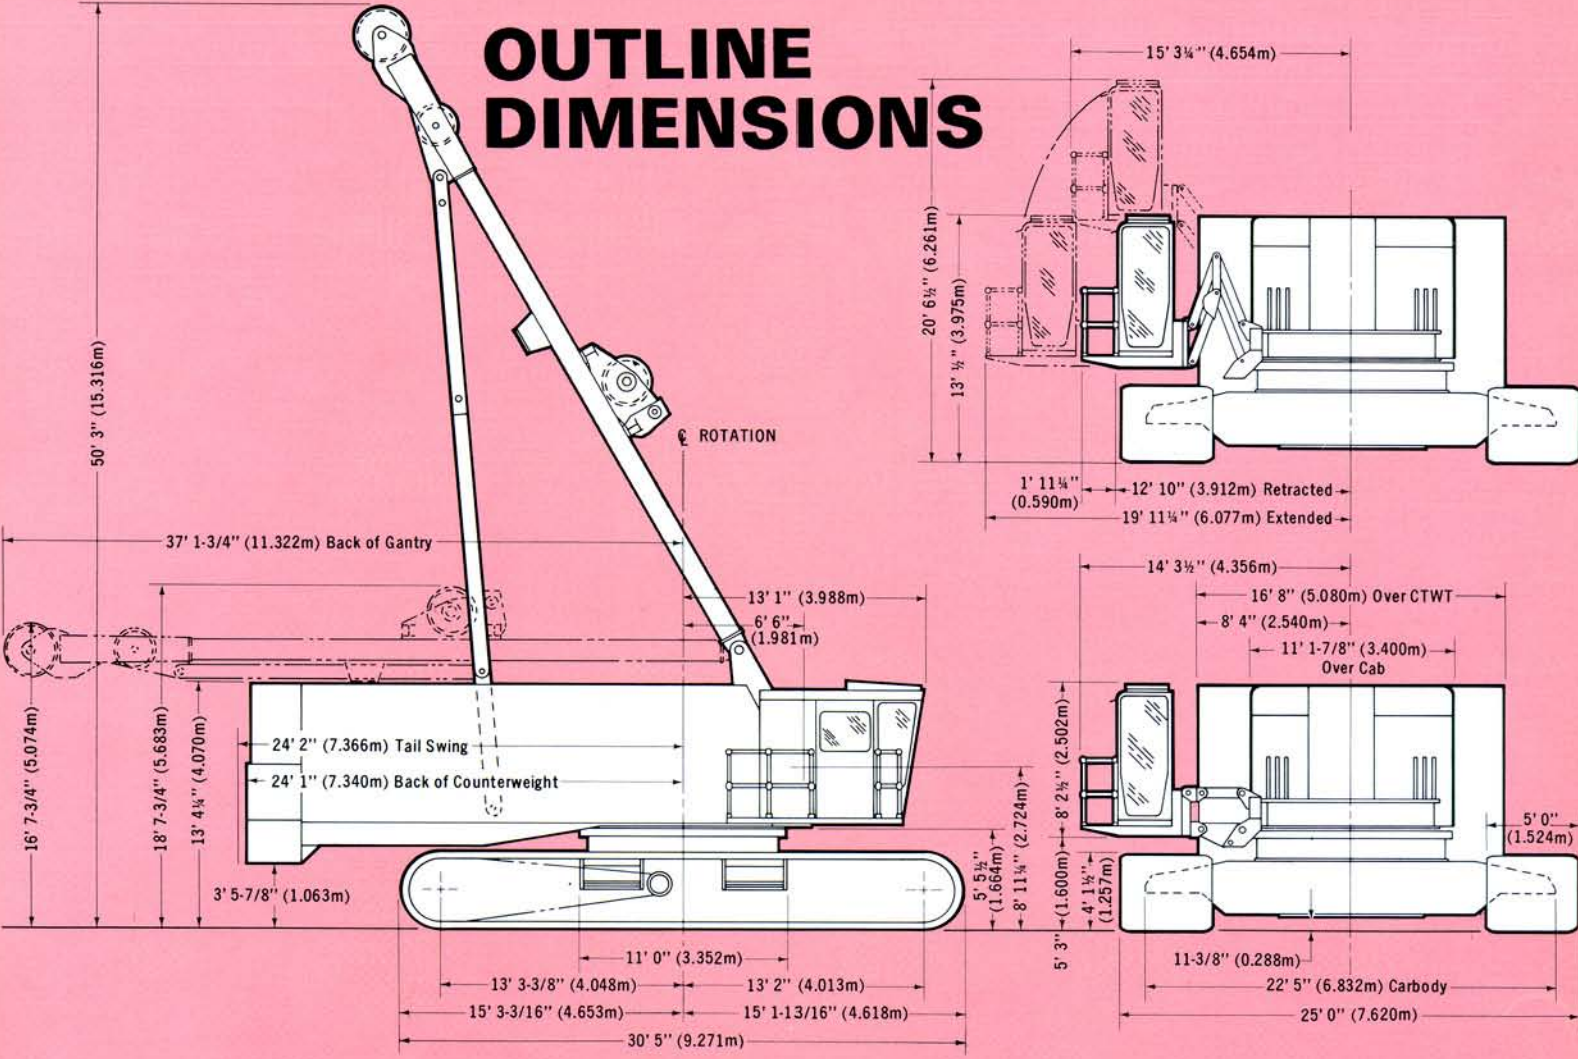 OUTLINE
DIMENSIONS
50' 3" (15.316m)
℄ ROTATION
37' 1-3/4" (11.322m) Back of Gantry
13' 1" (3.988m)
6' 6"
(1.981m)
16' 7-3/4" (5.074m)
18' 7-3/4" (5.683m)
13' 4¼" (4.070m)
24' 2" (7.366m) Tail Swing
24' 1" (7.340m) Back of Counterweight
3' 5-7/8" (1.063m)
5' 5½"
(1.664m)
8' 11¼" (2.724m)
11' 0" (3.352m)
13' 3-3/8" (4.048m)
13' 2" (4.013m)
15' 3-3/16" (4.653m)
15' 1-13/16" (4.618m)
30' 5" (9.271m)
15' 3¼" (4.654m)
20' 6½" (6.261m)
13' ½" (3.975m)
1' 11¼"
(0.590m)
12' 10" (3.912m) Retracted
19' 11¼" (6.077m) Extended
14' 3½" (4.356m)
16' 8" (5.080m) Over CTWT
8' 4" (2.540m)
11' 1-7/8" (3.400m)
Over Cab
8' 2½" (2.502m)
5' 3" (1.600m)
4' 1½"
(1.257m)
5' 0"
(1.524m)
11-3/8" (0.288m)
22' 5" (6.832m) Carbody
25' 0" (7.620m)